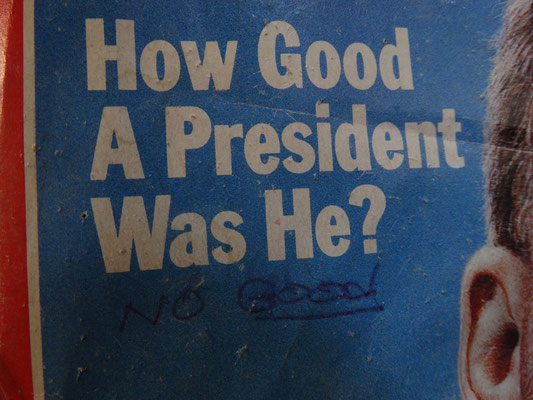 How Good
A President
Was He?
NO GOOD!